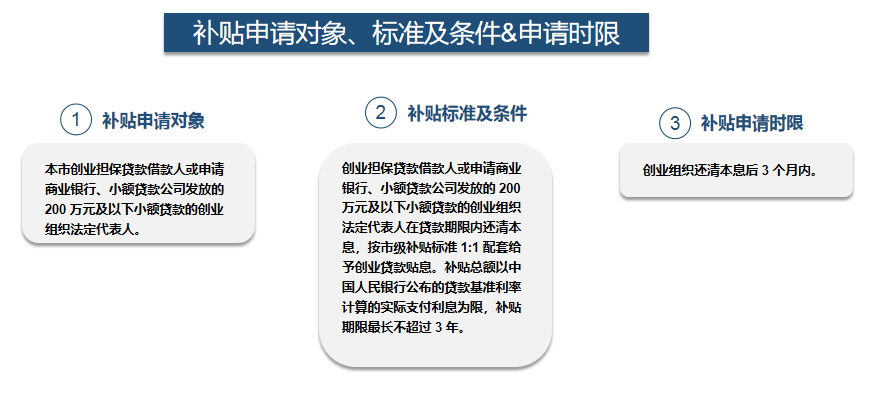 补贴申请对象、标准及条件&申请时限
1 补贴申请对象
本市创业担保贷款借款人或申请
商业银行、小额贷款公司发放的
200 万元及以下小额贷款的创业
组织法定代表人。
2 补贴标准及条件
创业担保贷款借款人或申请商业
银行、小额贷款公司发放的 200
万元及以下小额贷款的创业组织
法定代表人在贷款期限内还清本
息，按市级补贴标准 1:1 配套给
予创业贷款贴息。补贴总额以中
国人民银行公布的贷款基准利率
计算的实际支付利息为限，补贴
期限最长不超过 3 年。
3 补贴申请时限
创业组织还清本息后 3 个月内。